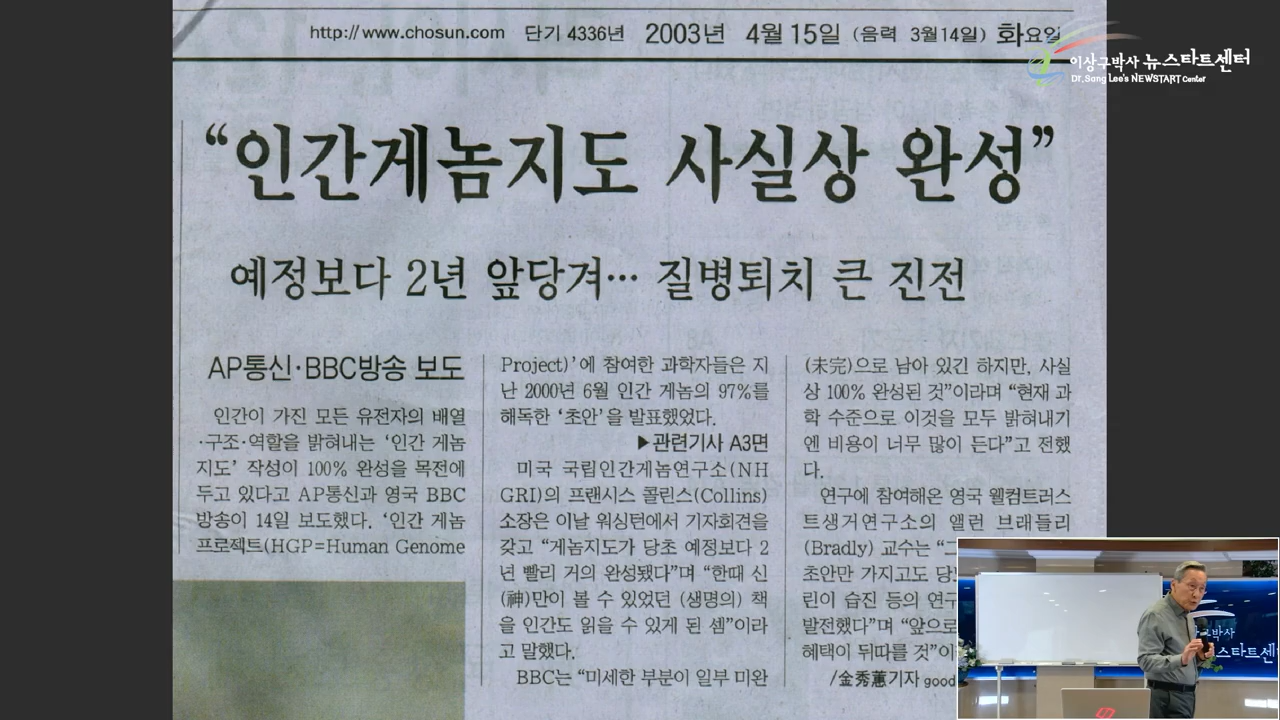 http://www.chosun.com 단기 4336년 2003년 4월 15일 (음력 3월14일) 화요일
이상구박사 뉴스타트센터
Dr. Sang Lee's NEWSTART Center
“인간게놈지도 사실상 완성”
예정보다 2년 앞당겨… 질병퇴치 큰 진전
AP통신·BBC방송 보도
인간이 가진 모든 유전자의 배열
·구조·역할을 밝혀내는 ‘인간 게놈
지도’ 작성이 100% 완성을 목전에
두고 있다고 AP통신과 영국 BBC
방송이 14일 보도했다. ‘인간 게놈
프로젝트(HGP=Human Genome
Project)’에 참여한 과학자들은 지
난 2000년 6월 인간 게놈의 97%를
해독한 ‘초안’을 발표했었다.
▶관련기사 A3면
미국 국립인간게놈연구소(NH
GRI)의 프랜시스 콜린스(Collins)
소장은 이날 워싱턴에서 기자회견을
갖고 “게놈지도가 당초 예정보다 2
년 빨리 거의 완성됐다”며 “한때 신
(神)만이 볼 수 있었던 (생명의) 책
을 인간도 읽을 수 있게 된 셈”이라
고 말했다.
BBC는 “미세한 부분이 일부 미완
(未完)으로 남아 있긴 하지만, 사실
상 100% 완성된 것”이라며 “현재 과
학 수준으로 이것을 모두 밝혀내기
엔 비용이 너무 많이 든다”고 전했
다.
연구에 참여해온 영국 웰컴트러스
트생거연구소의 앨런 브래들리
(Bradly) 교수는 “그
초안만 가지고도 당
린이 습진 등의 연구
발전했다”며 “앞으로
혜택이 뒤따를 것”이
/金秀蕙기자 good
구박사
스타트센